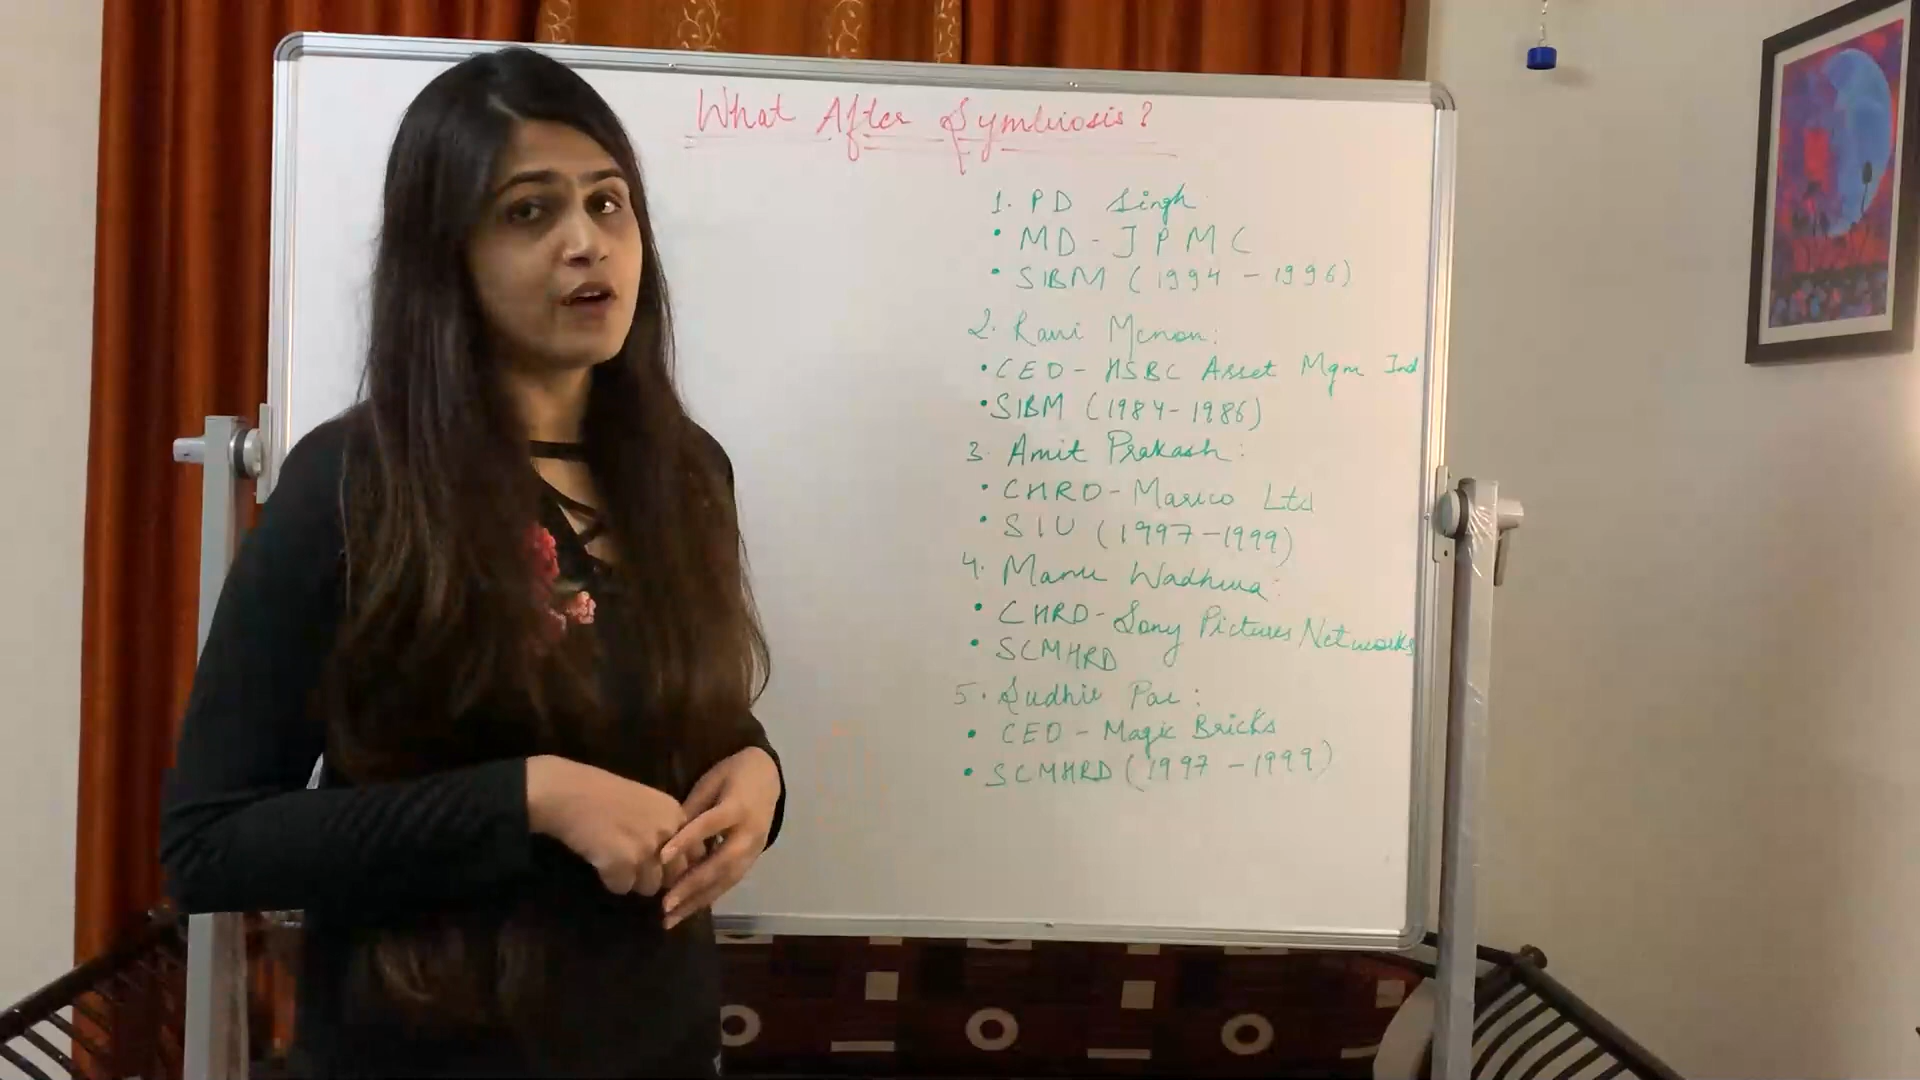 What After Symbiosis?
1. PD Singh
• MD - JPMC
• SIBM (1994 - 1996)
2. Ravi Menon:
• CEO - HSBC Asset Mgm Ind
• SIBM (1984-1986)
3. Amit Prakash:
• CHRO - Marico Ltd
• SIU (1997-1999)
4. Manu Wadhwa:
• CHRO - Sony Pictures Networks
• SCMHRD
5. Sudhir Pai:
• CEO - Magic Bricks
• SCMHRD (1997 - 1999)